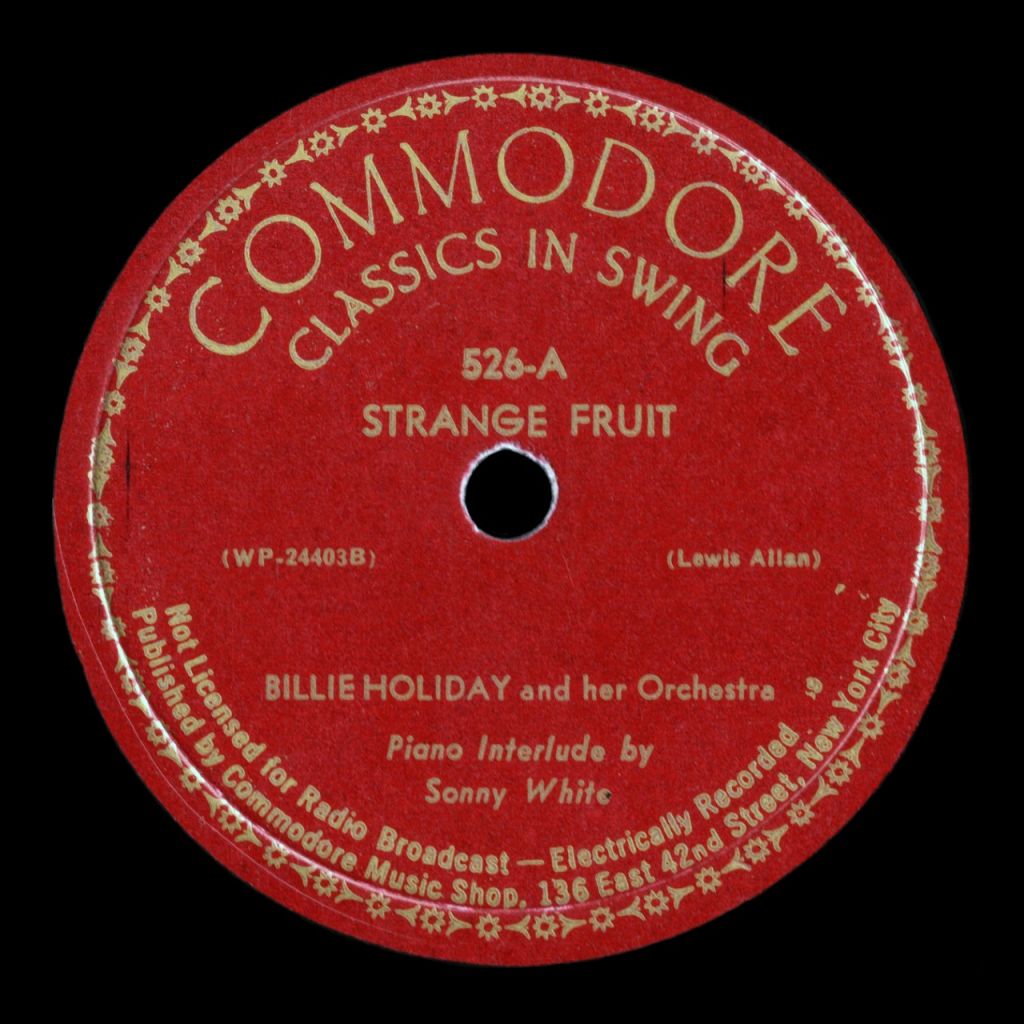 COMMODORE
CLASSICS IN SWING
526-A
STRANGE FRUIT
(WP-24403B)
(Lewis Allan)
BILLIE HOLIDAY and her Orchestra
Piano Interlude by
Sonny White
Not Licensed for Radio Broadcast — Electrically Recorded
Published by Commodore Music Shop, 136 East 42nd Street, New York City